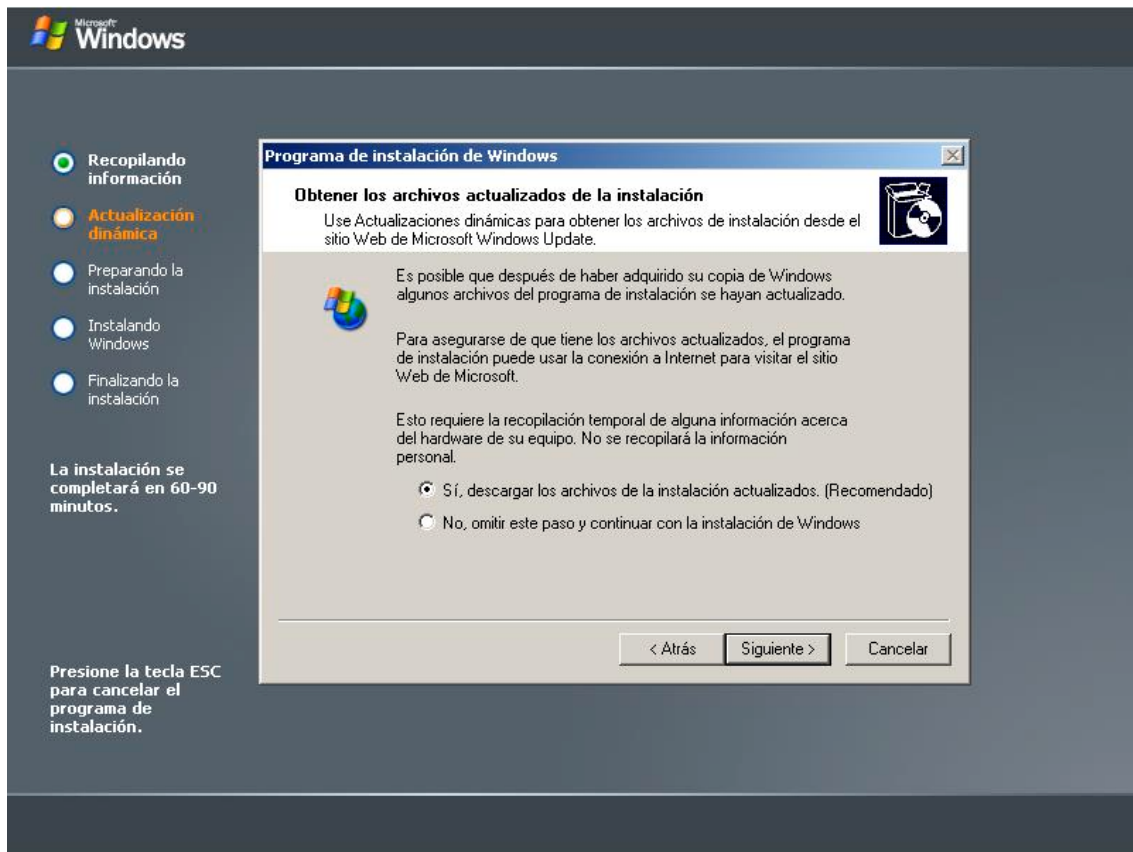 Microsoft
Windows
Recopilando
información
Actualización
dinámica
Preparando la
instalación
Instalando
Windows
Finalizando la
instalación
La instalación se
completará en 60-90
minutos.
Presione la tecla ESC
para cancelar el
programa de
instalación.
Programa de instalación de Windows
Obtener los archivos actualizados de la instalación
Use Actualizaciones dinámicas para obtener los archivos de instalación desde el
sitio Web de Microsoft Windows Update.
Es posible que después de haber adquirido su copia de Windows
algunos archivos del programa de instalación se hayan actualizado.
Para asegurarse de que tiene los archivos actualizados, el programa
de instalación puede usar la conexión a Internet para visitar el sitio
Web de Microsoft.
Esto requiere la recopilación temporal de alguna información acerca
del hardware de su equipo. No se recopilará la información
personal.
Sí, descargar los archivos de la instalación actualizados. (Recomendado)
No, omitir este paso y continuar con la instalación de Windows
< Atrás
Siguiente >
Cancelar